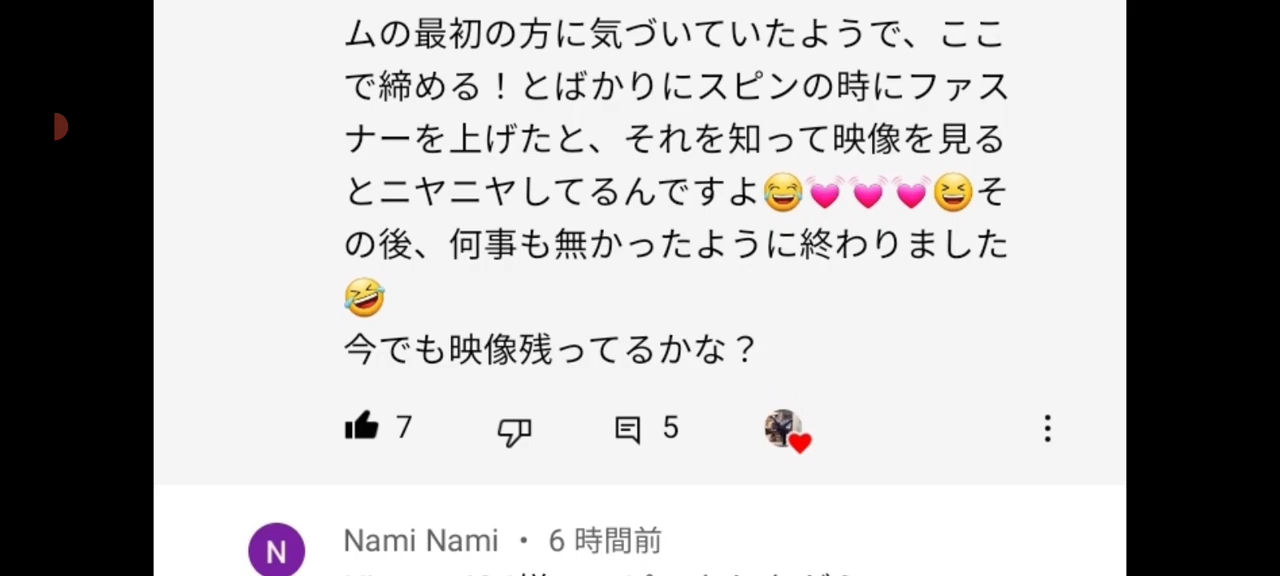 ムの最初の方に気づいていたようで、ここ
で締める！とばかりにスピンの時にファス
ナーを上げたと、それを知って映像を見る
とニヤニヤしてるんですよ😂💓💓💓😆そ
の後、何事も無かったように終わりました
🤣
今でも映像残ってるかな？
7 5
N Nami Nami ・ 6 時間前